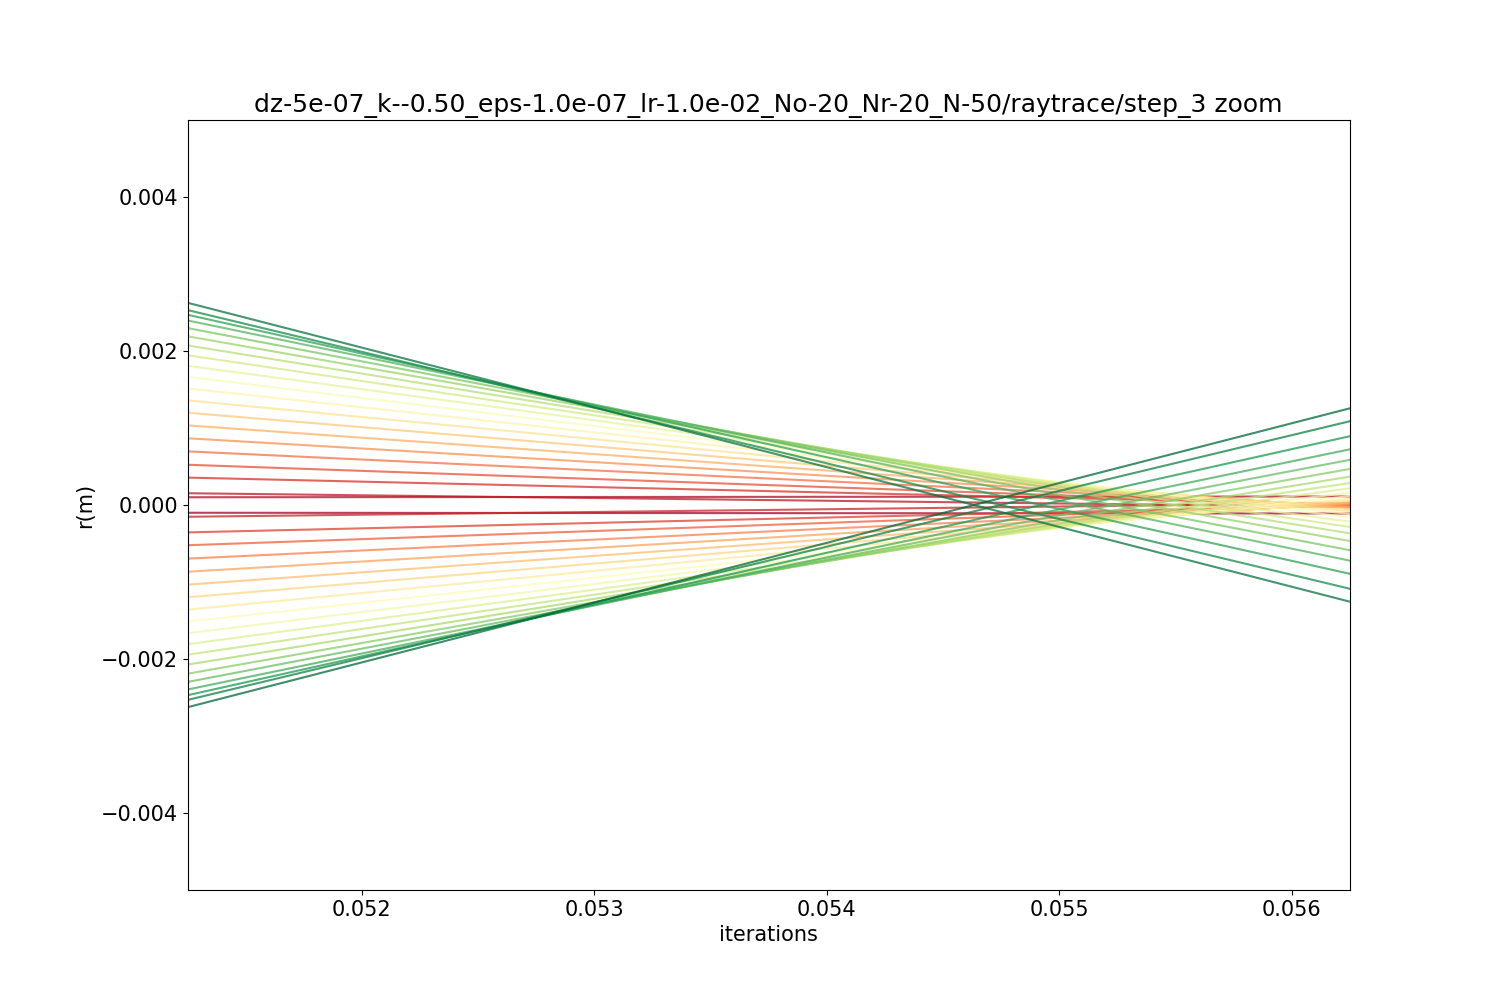 dz-5e-07_k--0.50_eps-1.0e-07_lr-1.0e-02_No-20_Nr-20_N-50/raytrace/step_3 zoom
0.004
0.002
0.000
−0.002
−0.004
r(m)
0.052 0.053 0.054 0.055 0.056
iterations